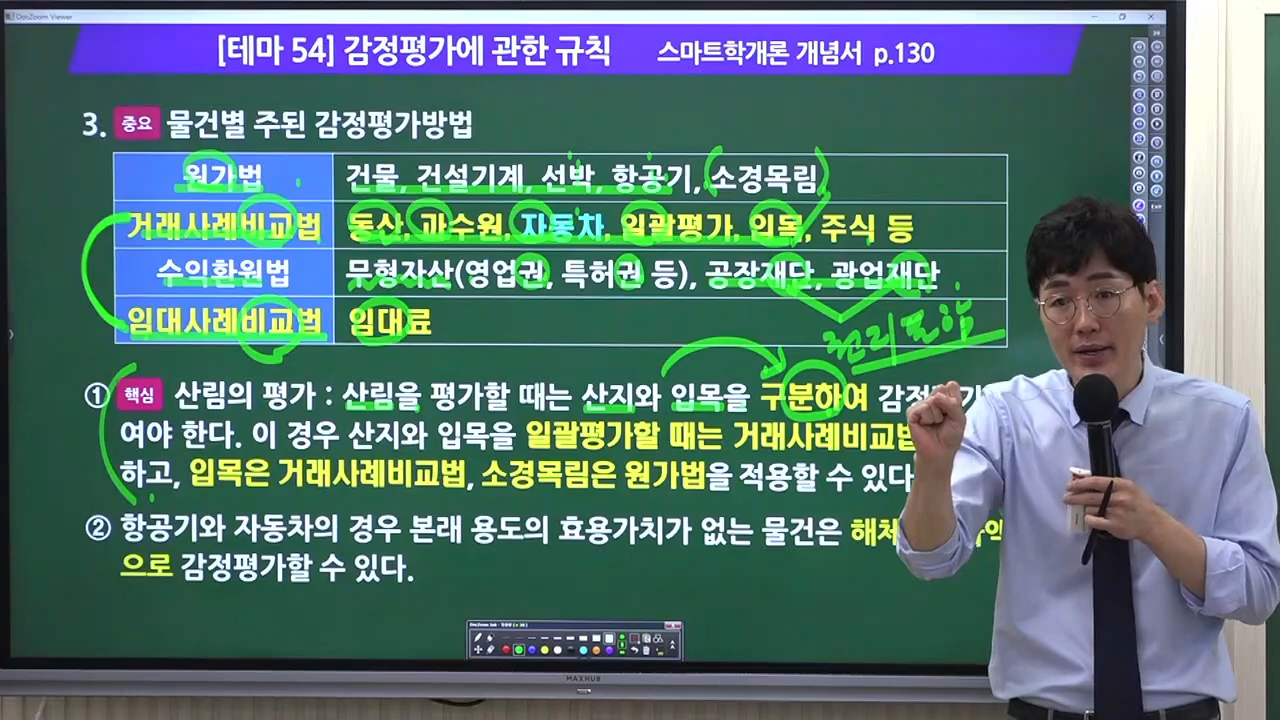 DocZoom Viewer
[테마 54] 감정평가에 관한 규칙 스마트학개론 개념서 p.130
3. 중요 물건별 주된 감정평가방법
원가법 건물, 건설기계, 선박, 항공기, 소경목림
거래사례비교법 동산, 과수원, 자동차, 일괄평가, 입목, 주식 등
수익환원법 무형자산(영업권, 특허권 등), 공장재단, 광업재단
임대사례비교법 임대료
① 핵심 산림의 평가 : 산림을 평가할 때는 산지와 입목을 구분하여
여야 한다. 이 경우 산지와 입목을 일괄평가할 때는 거래사례비교법
하고, 입목은 거래사례비교법, 소경목림은 원가법을 적용할 수 있다
② 항공기와 자동차의 경우 본래 용도의 효용가치가 없는 물건은
으로 감정평가할 수 있다.
MAXHUB